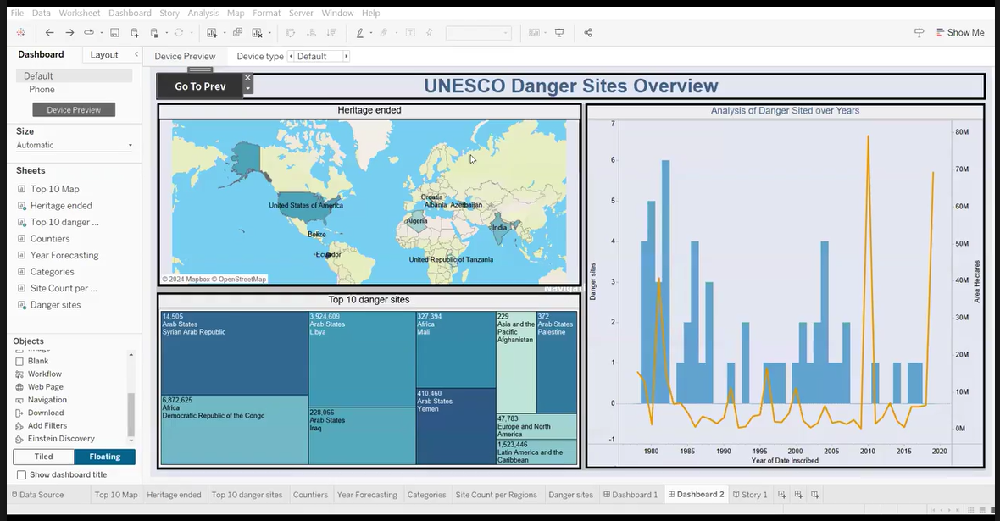 File Data Worksheet Dashboard Story Analysis Map Format Server Window Help
Show Me
Dashboard Layout
Device Preview Device type Default
Default
Phone
Device Preview
Size
Automatic
Sheets
Top 10 Map
Heritage ended
Top 10 danger ...
Countiers
Year Forecasting
Categories
Site Count per ...
Danger sites
Objects
Blank
Workflow
Web Page
Navigation
Download
Add Filters
Einstein Discovery
Tiled Floating
Show dashboard title
Go To Prev
UNESCO Danger Sites Overview
Heritage ended
United States of America
Belize
Ecuador
Croatia
Albania Azerbaijan
Algeria
India
United Republic of Tanzania
© 2024 Mapbox © OpenStreetMap
Top 10 danger sites
14,505
Arab States
Syrian Arab Republic
6,872,625
Africa
Democratic Republic of the Congo
3,924,609
Arab States
Libya
228,066
Arab States
Iraq
327,394
Africa
Mali
410,460
Arab States
Yemen
229
Asia and the
Pacific
Afghanistan
372
Arab States
Palestine
47,783
Europe and North
America
1,523,446
Latin America and the
Caribbean
Analysis of Danger Sited over Years
7
6
5
4
3
2
1
0
-1
Danger sites
80M
70M
60M
50M
40M
30M
20M
10M
0M
Area Hectares
1980 1985 1990 1995 2000 2005 2010 2015 2020
Year of Date Inscribed
Data Source Top 10 Map Heritage ended Top 10 danger sites Countiers Year Forecasting Categories Site Count per Regions Danger sites Dashboard 1 Dashboard 2 Story 1